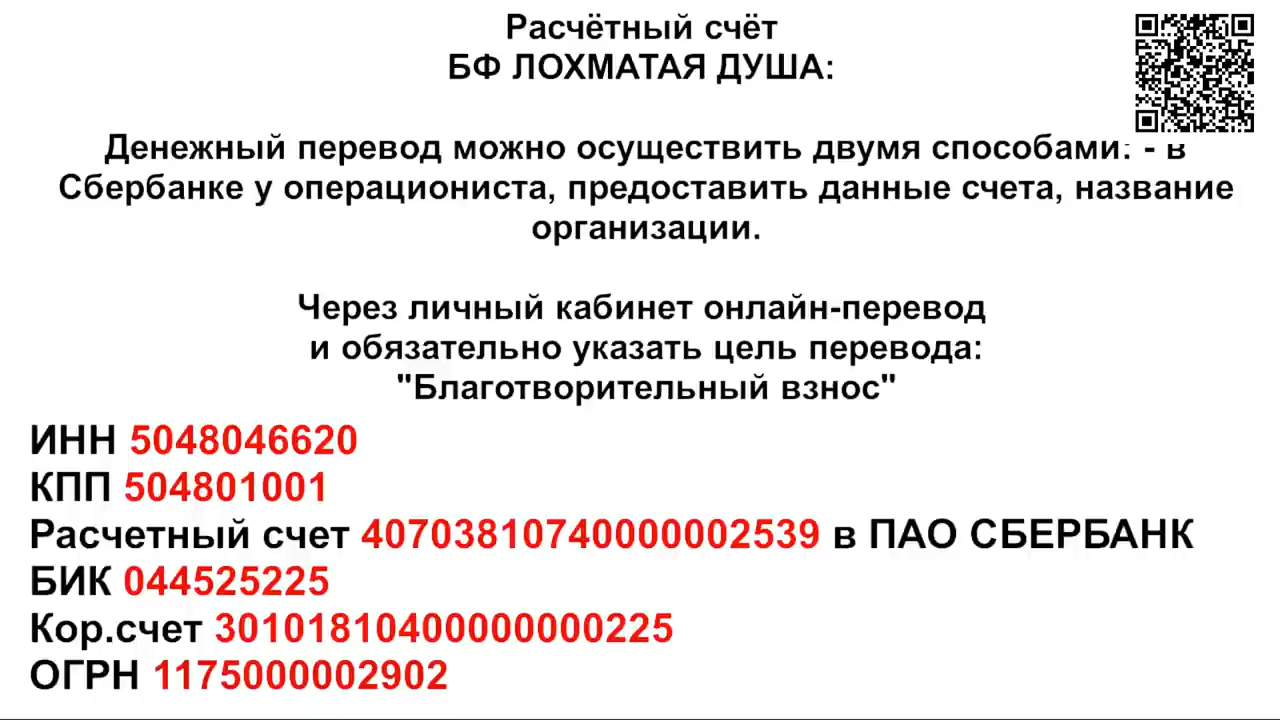 Расчётный счёт
БФ ЛОХМАТАЯ ДУША:
Денежный перевод можно осуществить двумя способами: - в
Сбербанке у операциониста, предоставить данные счета, название
организации.
Через личный кабинет онлайн-перевод
и обязательно указать цель перевода:
"Благотворительный взнос"
ИНН 5048046620
КПП 504801001
Расчетный счет 40703810740000002539 в ПАО СБЕРБАНК
БИК 044525225
Кор.счет 30101810400000000225
ОГРН 1175000002902